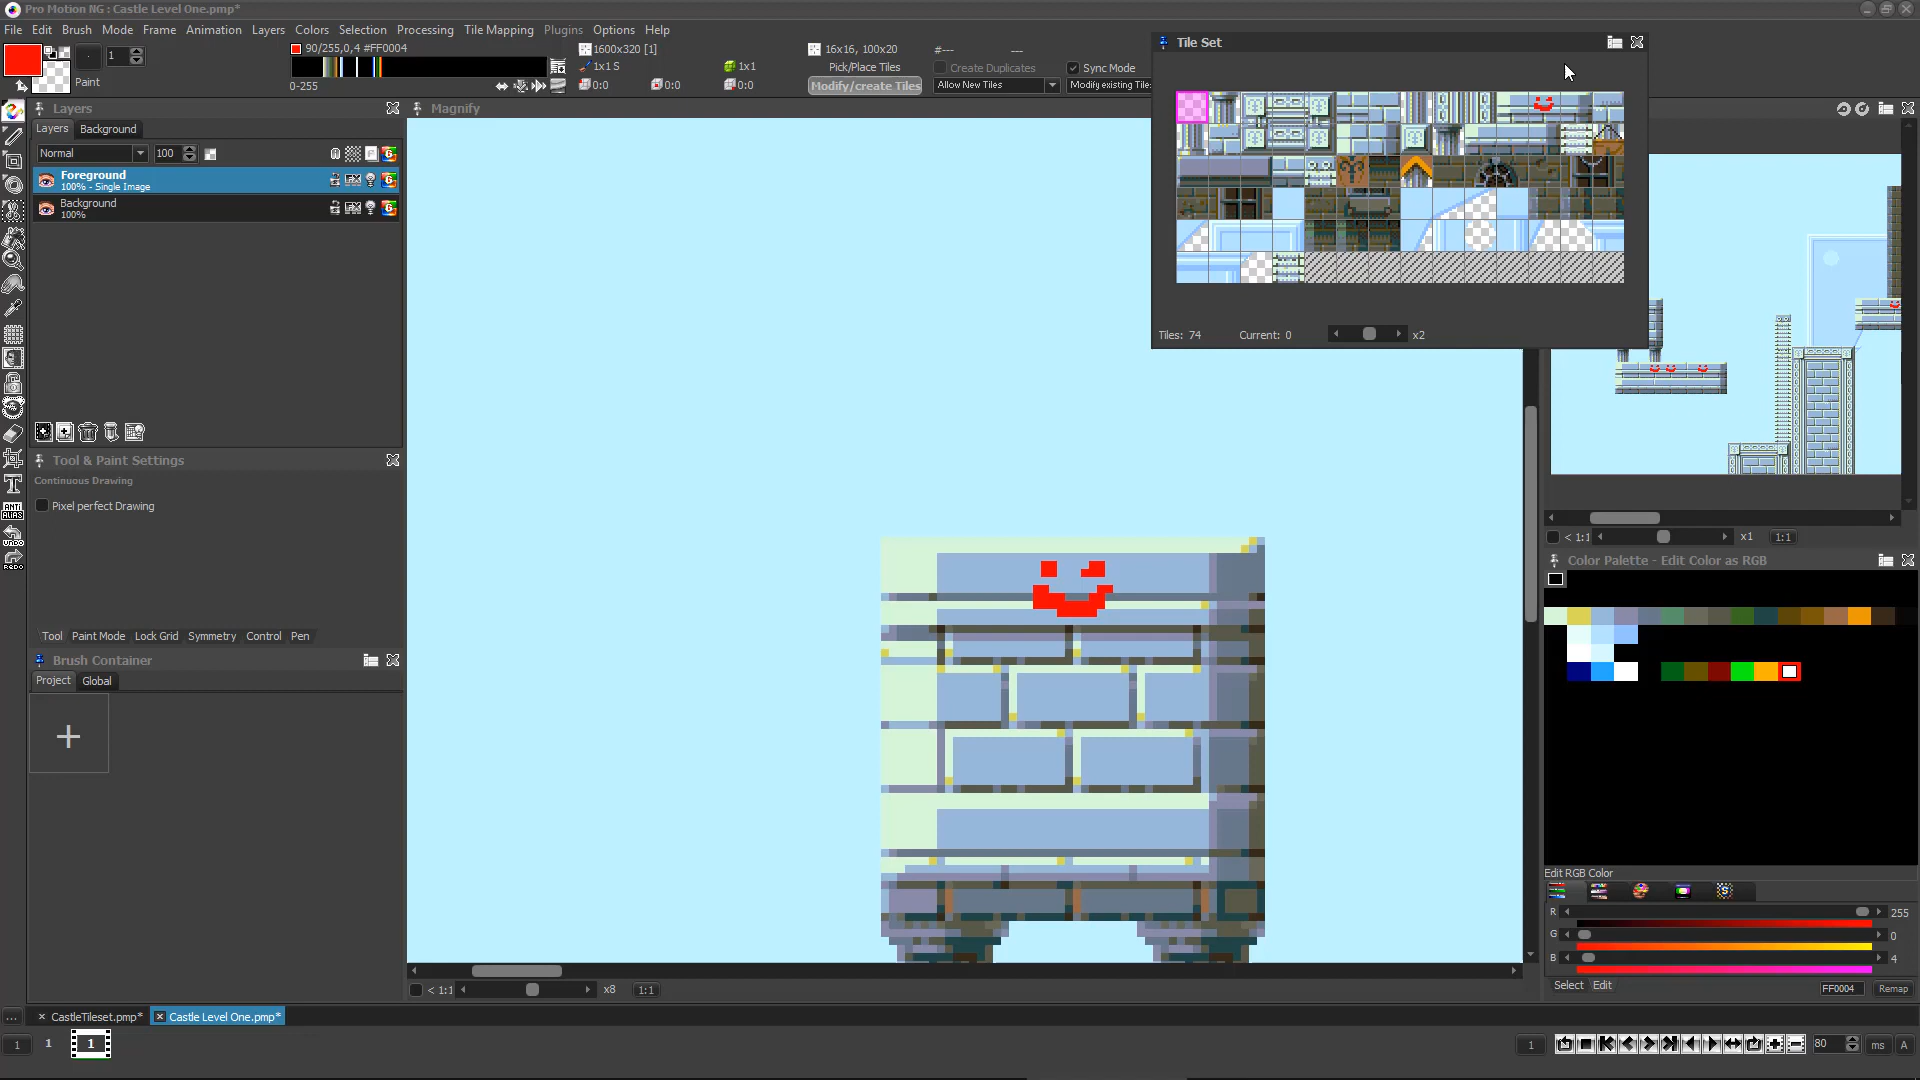 Pro Motion NG : Castle Level One.pmp*
File Edit Brush Mode Frame Animation Layers Colors Selection Processing Tile Mapping Plugins Options Help
1
Paint
90/255,0,4 #FF0004
0-255
1600x320 [1]
1x1 S
1x1
0:0
0:0
0:0
16x16, 100x20
Pick/Place Tiles
Modify/create Tiles
#--- ---
Create Duplicates
Sync Mode
Allow New Tiles
Modify existing Tile
Tile Set
Tiles: 74 Current: 0 x2
Layers
Layers Background
Normal 100
Foreground
100% - Single Image
Background
100%
Magnify
Tool & Paint Settings
Continuous Drawing
Pixel perfect Drawing
Tool Paint Mode Lock Grid Symmetry Control Pen
Brush Container
Project Global
+
ANTI
ALIAS
UNDO
REDO
< 1:1 x8 1:1
< 1:1 x1 1:1
Color Palette - Edit Color as RGB
Edit RGB Color
R 255
G 0
B 4
Select Edit FF0004 Remap
... CastleTileset.pmp* Castle Level One.pmp*
1 1 1
1 80 ms A